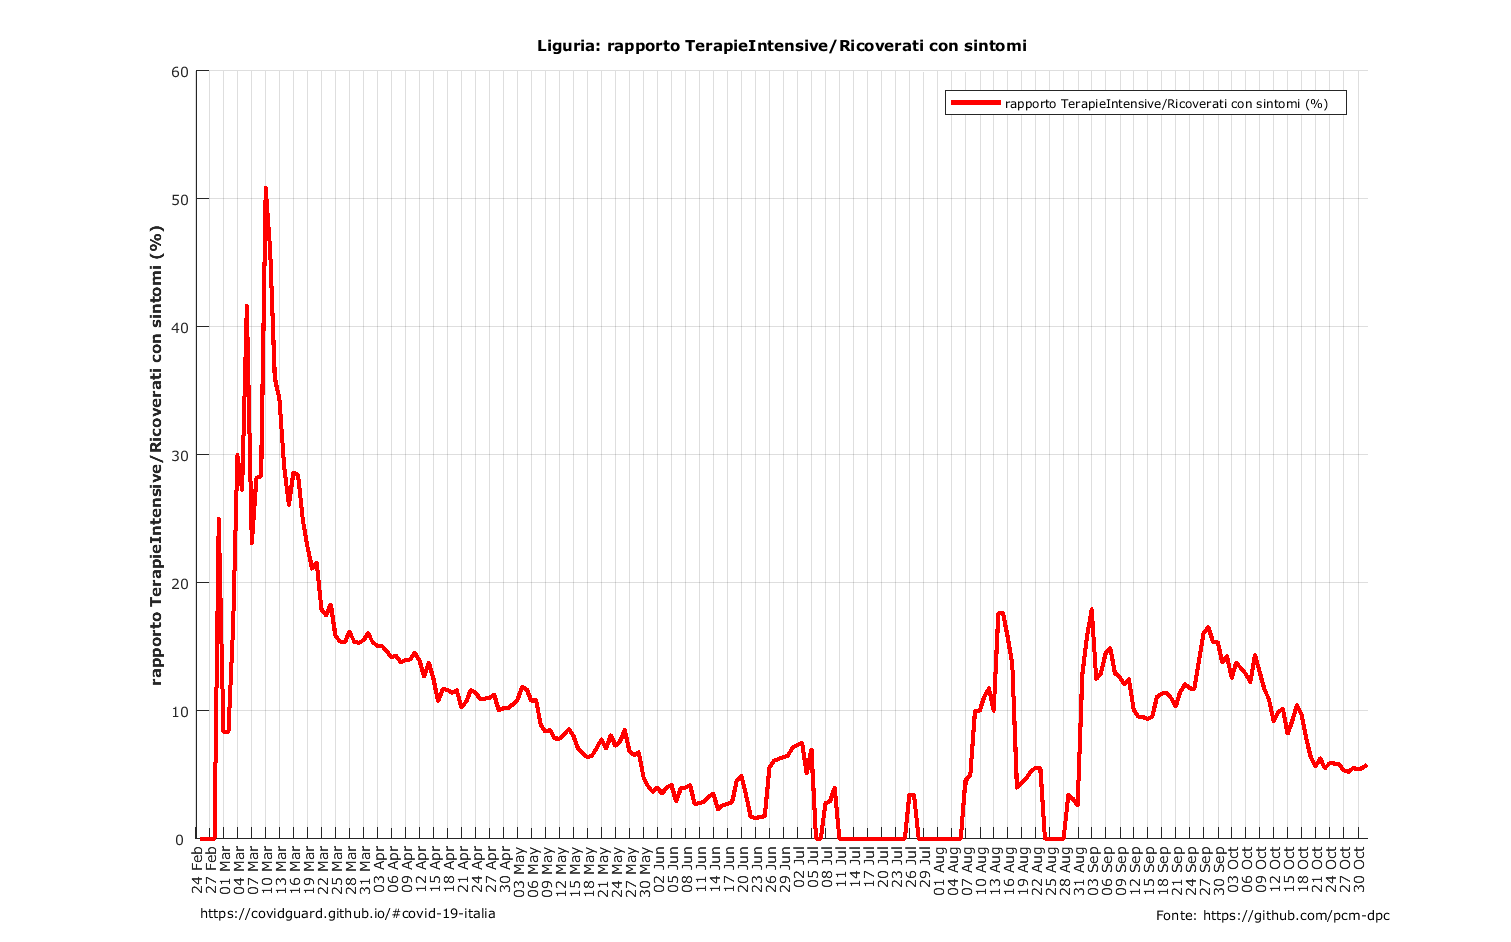 Liguria: rapporto TerapieIntensive/Ricoverati con sintomi
rapporto TerapieIntensive/Ricoverati con sintomi (%)
rapporto TerapieIntensive/Ricoverati con sintomi (%)
60
50
40
30
20
10
0
24 Feb
27 Feb
01 Mar
04 Mar
07 Mar
10 Mar
13 Mar
16 Mar
19 Mar
22 Mar
25 Mar
28 Mar
31 Mar
03 Apr
06 Apr
09 Apr
12 Apr
15 Apr
18 Apr
21 Apr
24 Apr
27 Apr
30 Apr
03 May
06 May
09 May
12 May
15 May
18 May
21 May
24 May
27 May
30 May
02 Jun
05 Jun
08 Jun
11 Jun
14 Jun
17 Jun
20 Jun
23 Jun
26 Jun
29 Jun
02 Jul
05 Jul
08 Jul
11 Jul
14 Jul
17 Jul
20 Jul
23 Jul
26 Jul
29 Jul
01 Aug
04 Aug
07 Aug
10 Aug
13 Aug
16 Aug
19 Aug
22 Aug
25 Aug
28 Aug
31 Aug
03 Sep
06 Sep
09 Sep
12 Sep
15 Sep
18 Sep
21 Sep
24 Sep
27 Sep
30 Sep
03 Oct
06 Oct
09 Oct
12 Oct
15 Oct
18 Oct
21 Oct
24 Oct
27 Oct
30 Oct
https://covidguard.github.io/#covid-19-italia
Fonte: https://github.com/pcm-dpc